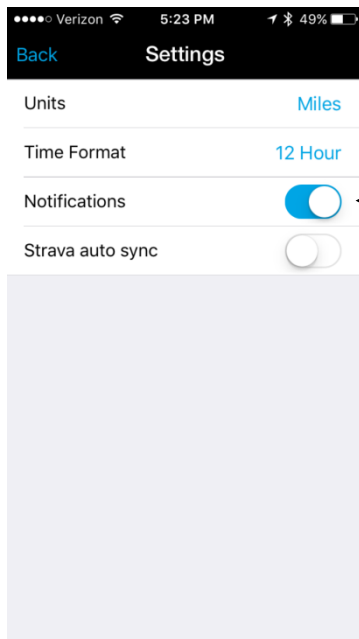 Verizon 5:23 PM 49%
Back Settings
Units Miles
Time Format 12 Hour
Notifications
Strava auto sync